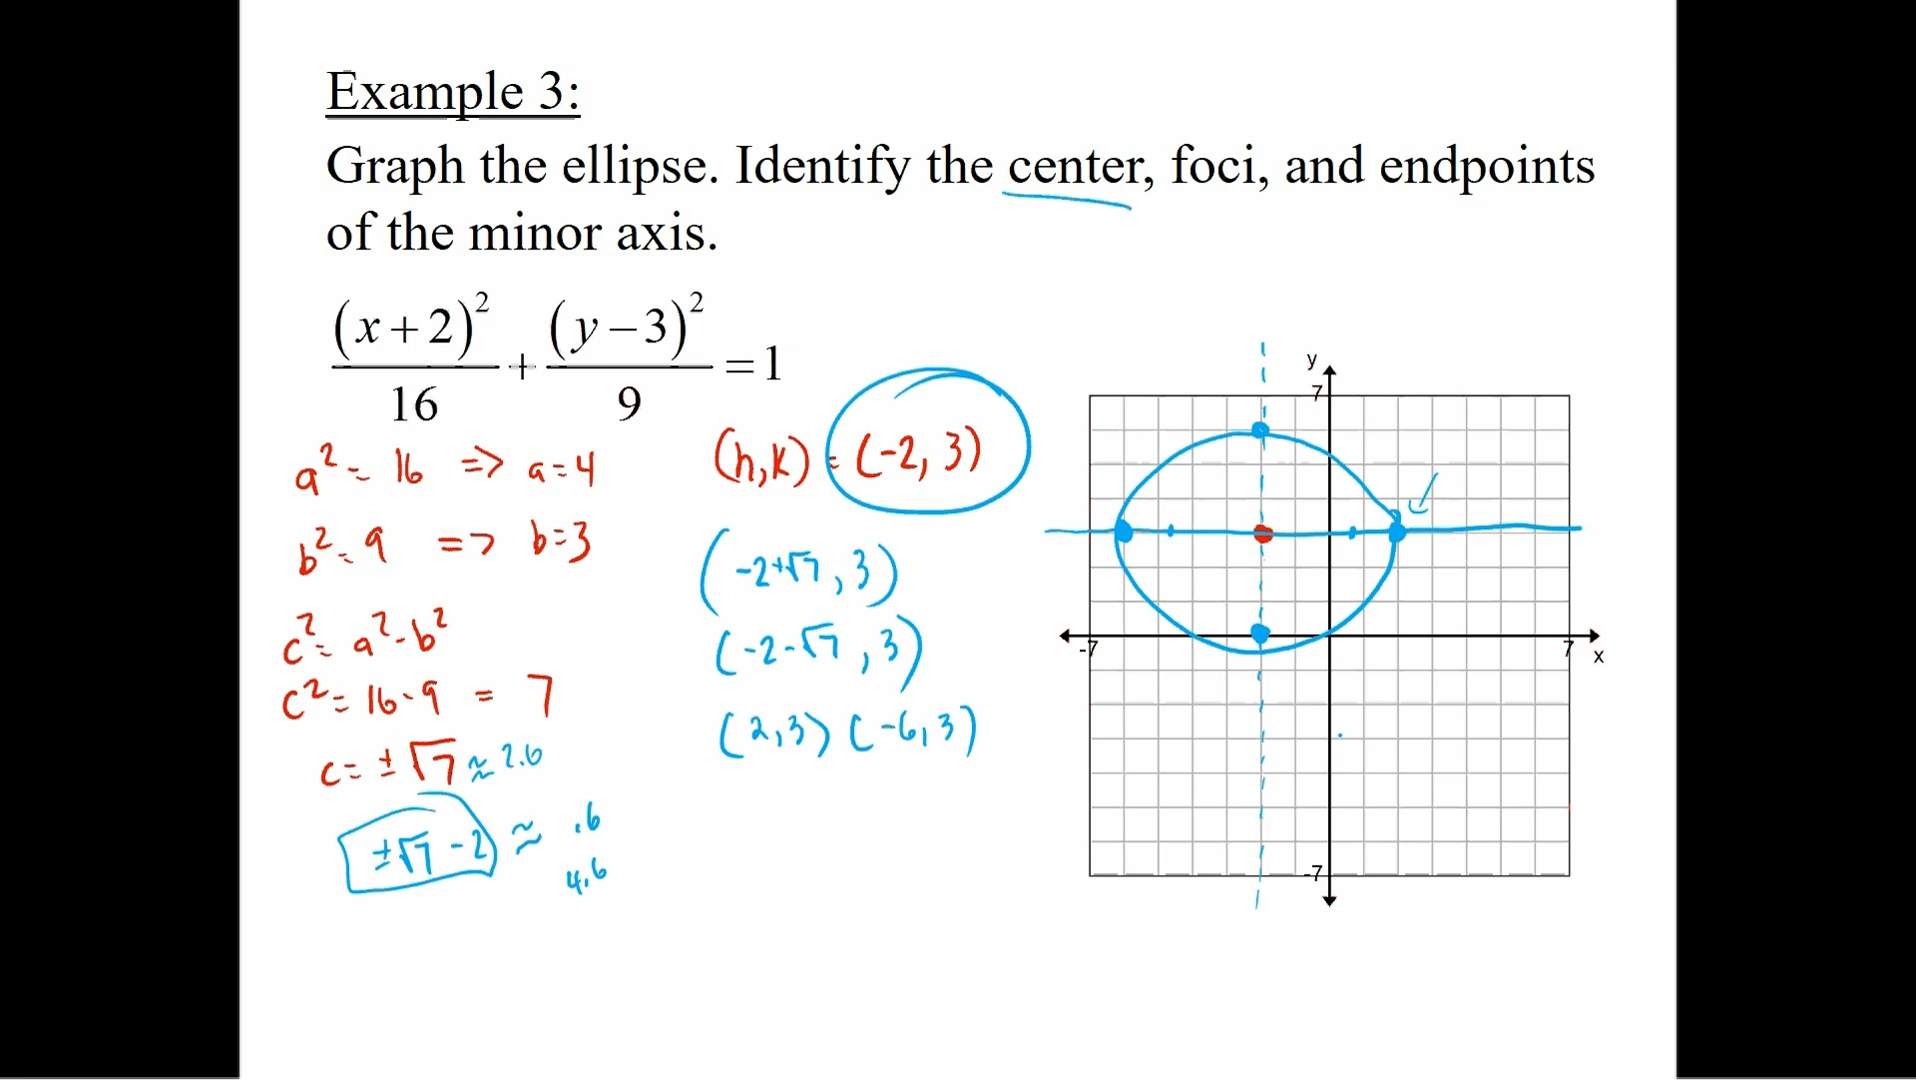 Example 3:
Graph the ellipse. Identify the center, foci, and endpoints
of the minor axis.
(x+2)²/16 + (y−3)²/9 = 1
a² = 16 => a = 4
(h,k) = (-2, 3)
b² = 9 => b = 3
(-2+√7, 3)
c² = a² - b²
(-2-√7, 3)
c² = 16 - 9 = 7
(2,3) (-6,3)
c = ± √7 ≈ 2.6
±√7 - 2 ≈ .6
4.6
y
7
-7
7
x
-7